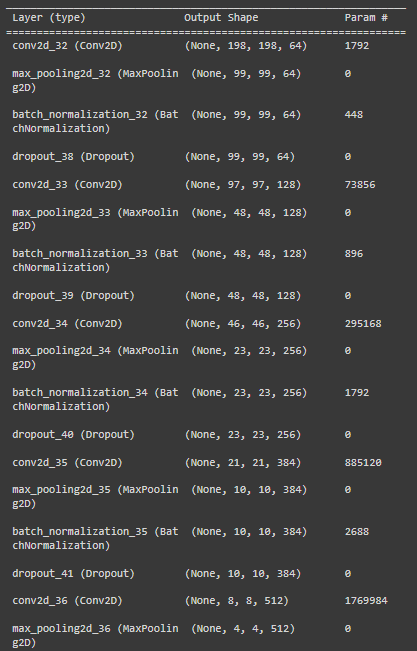 Layer (type) Output Shape Param #
conv2d_32 (Conv2D) (None, 198, 198, 64) 1792
max_pooling2d_32 (MaxPoolin (None, 99, 99, 64) 0
g2D)
batch_normalization_32 (Bat (None, 99, 99, 64) 448
chNormalization)
dropout_38 (Dropout) (None, 99, 99, 64) 0
conv2d_33 (Conv2D) (None, 97, 97, 128) 73856
max_pooling2d_33 (MaxPoolin (None, 48, 48, 128) 0
g2D)
batch_normalization_33 (Bat (None, 48, 48, 128) 896
chNormalization)
dropout_39 (Dropout) (None, 48, 48, 128) 0
conv2d_34 (Conv2D) (None, 46, 46, 256) 295168
max_pooling2d_34 (MaxPoolin (None, 23, 23, 256) 0
g2D)
batch_normalization_34 (Bat (None, 23, 23, 256) 1792
chNormalization)
dropout_40 (Dropout) (None, 23, 23, 256) 0
conv2d_35 (Conv2D) (None, 21, 21, 384) 885120
max_pooling2d_35 (MaxPoolin (None, 10, 10, 384) 0
g2D)
batch_normalization_35 (Bat (None, 10, 10, 384) 2688
chNormalization)
dropout_41 (Dropout) (None, 10, 10, 384) 0
conv2d_36 (Conv2D) (None, 8, 8, 512) 1769984
max_pooling2d_36 (MaxPoolin (None, 4, 4, 512) 0
g2D)